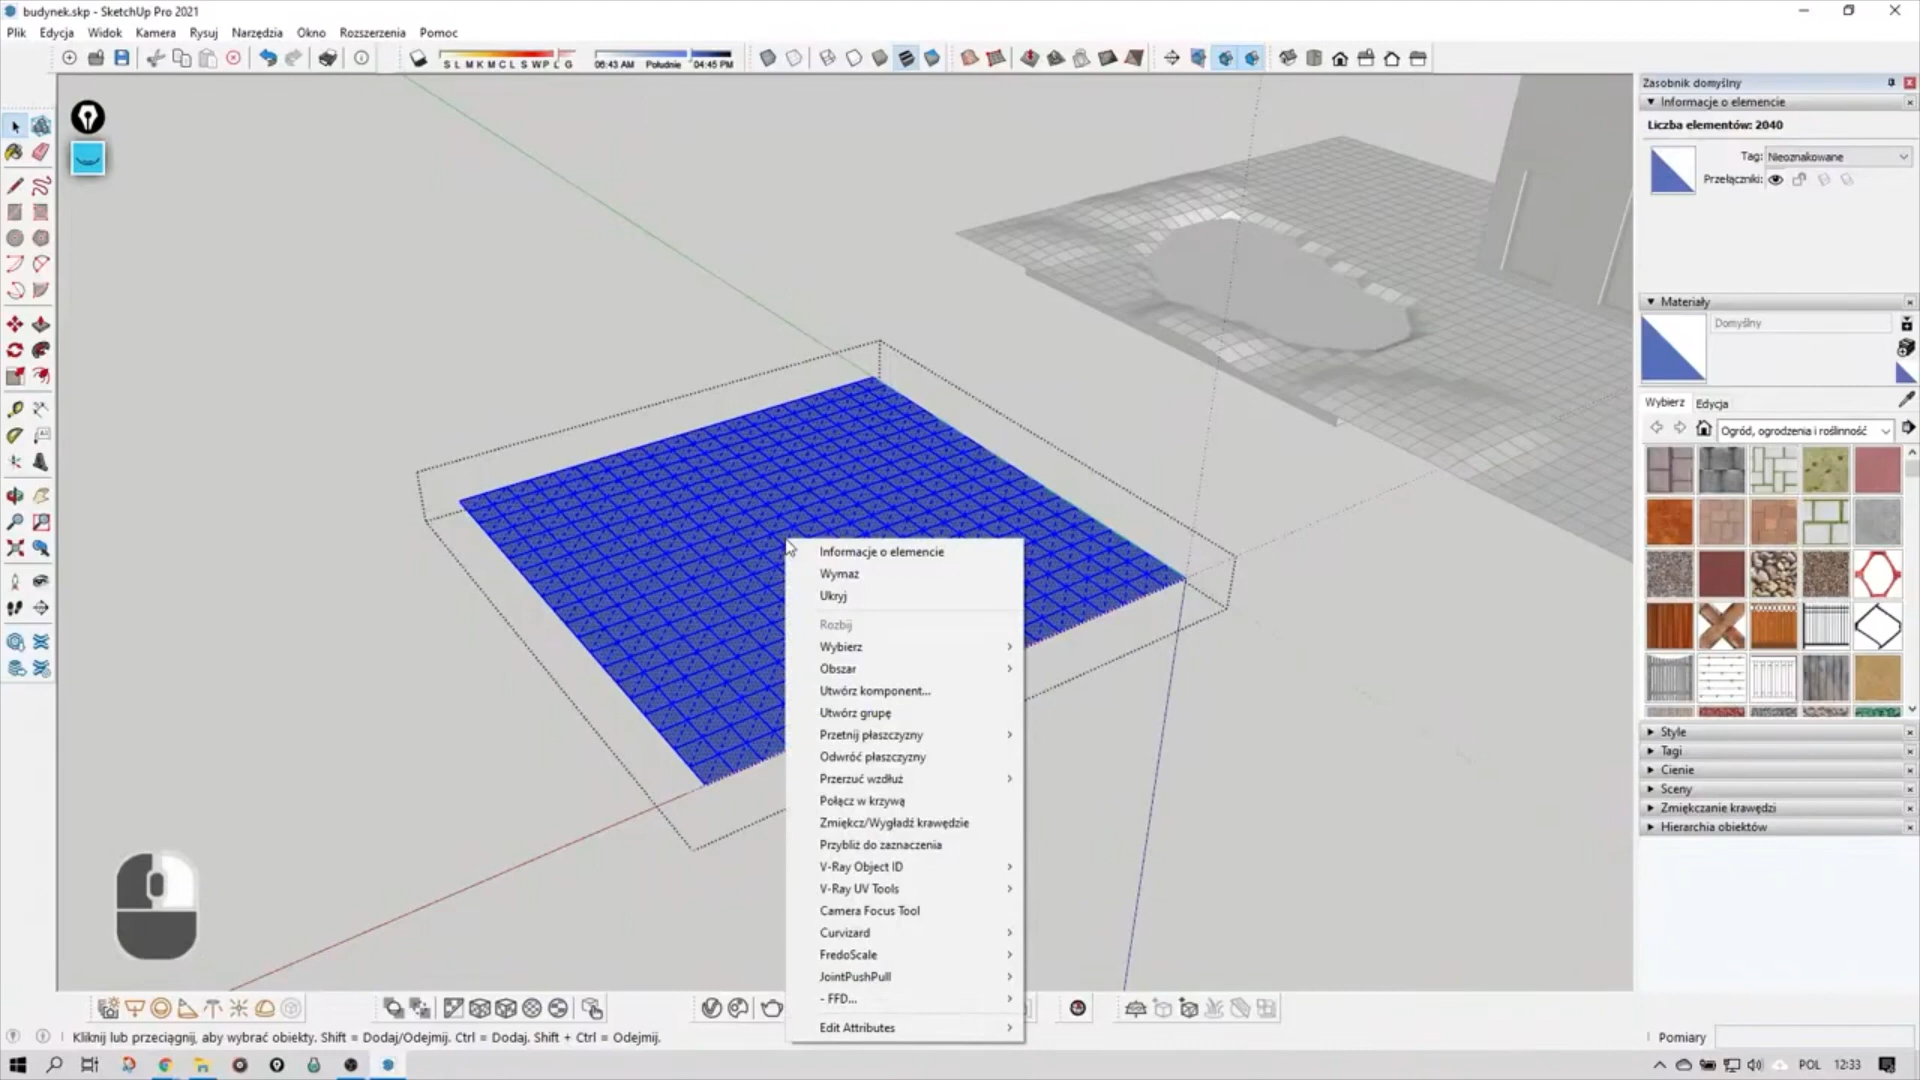 budynek.skp - SketchUp Pro 2021
Plik Edycja Widok Kamera Rysuj Narzędzia Okno Rozszerzenia Pomoc
S L M K M C L S W P L G
06:43 AM Południe 04:45 PM
Zasobnik domyślny
Informacje o elemencie
Liczba elementów: 2040
Tag: Nieoznakowane
Przełączniki:
Materiały
Domyślny
Wybierz Edycja
Ogród, ogrodzenia i roślinność
Style
Tagi
Cienie
Sceny
Zmiękczanie krawędzi
Hierarchia obiektów
Informacje o elemencie
Wymaż
Ukryj
Rozbij
Wybierz
Obszar
Utwórz komponent...
Utwórz grupę
Przetnij płaszczyzny
Odwróć płaszczyzny
Przerzuć wzdłuż
Połącz w krzywą
Zmiękcz/Wygładź krawędzie
Przybliż do zaznaczenia
V-Ray Object ID
V-Ray UV Tools
Camera Focus Tool
Curvizard
FredoScale
JointPushPull
- FFD...
Edit Attributes
Kliknij lub przeciągnij, aby wybrać obiekty. Shift = Dodaj/Odejmij. Ctrl = Dodaj. Shift + Ctrl = Odejmij.
Pomiary
POL 12:33